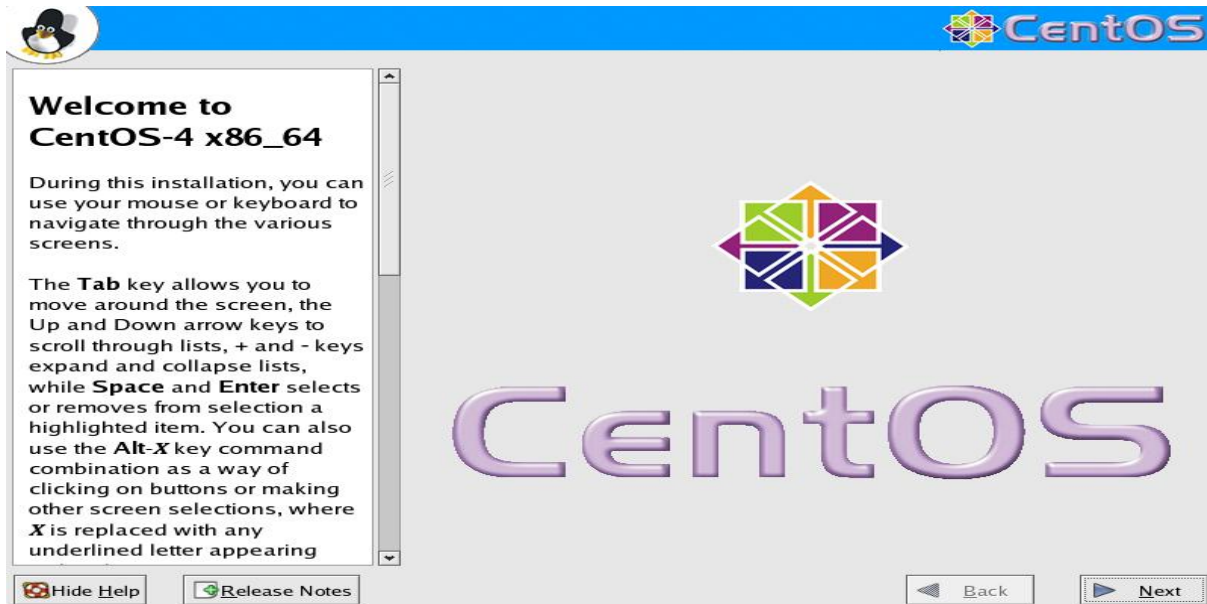 CentOS
Welcome to
CentOS-4 x86_64
During this installation, you can
use your mouse or keyboard to
navigate through the various
screens.
The Tab key allows you to
move around the screen, the
Up and Down arrow keys to
scroll through lists, + and - keys
expand and collapse lists,
while Space and Enter selects
or removes from selection a
highlighted item. You can also
use the Alt-X key command
combination as a way of
clicking on buttons or making
other screen selections, where
X is replaced with any
underlined letter appearing
CentOS
Hide Help
Release Notes
Back
Next